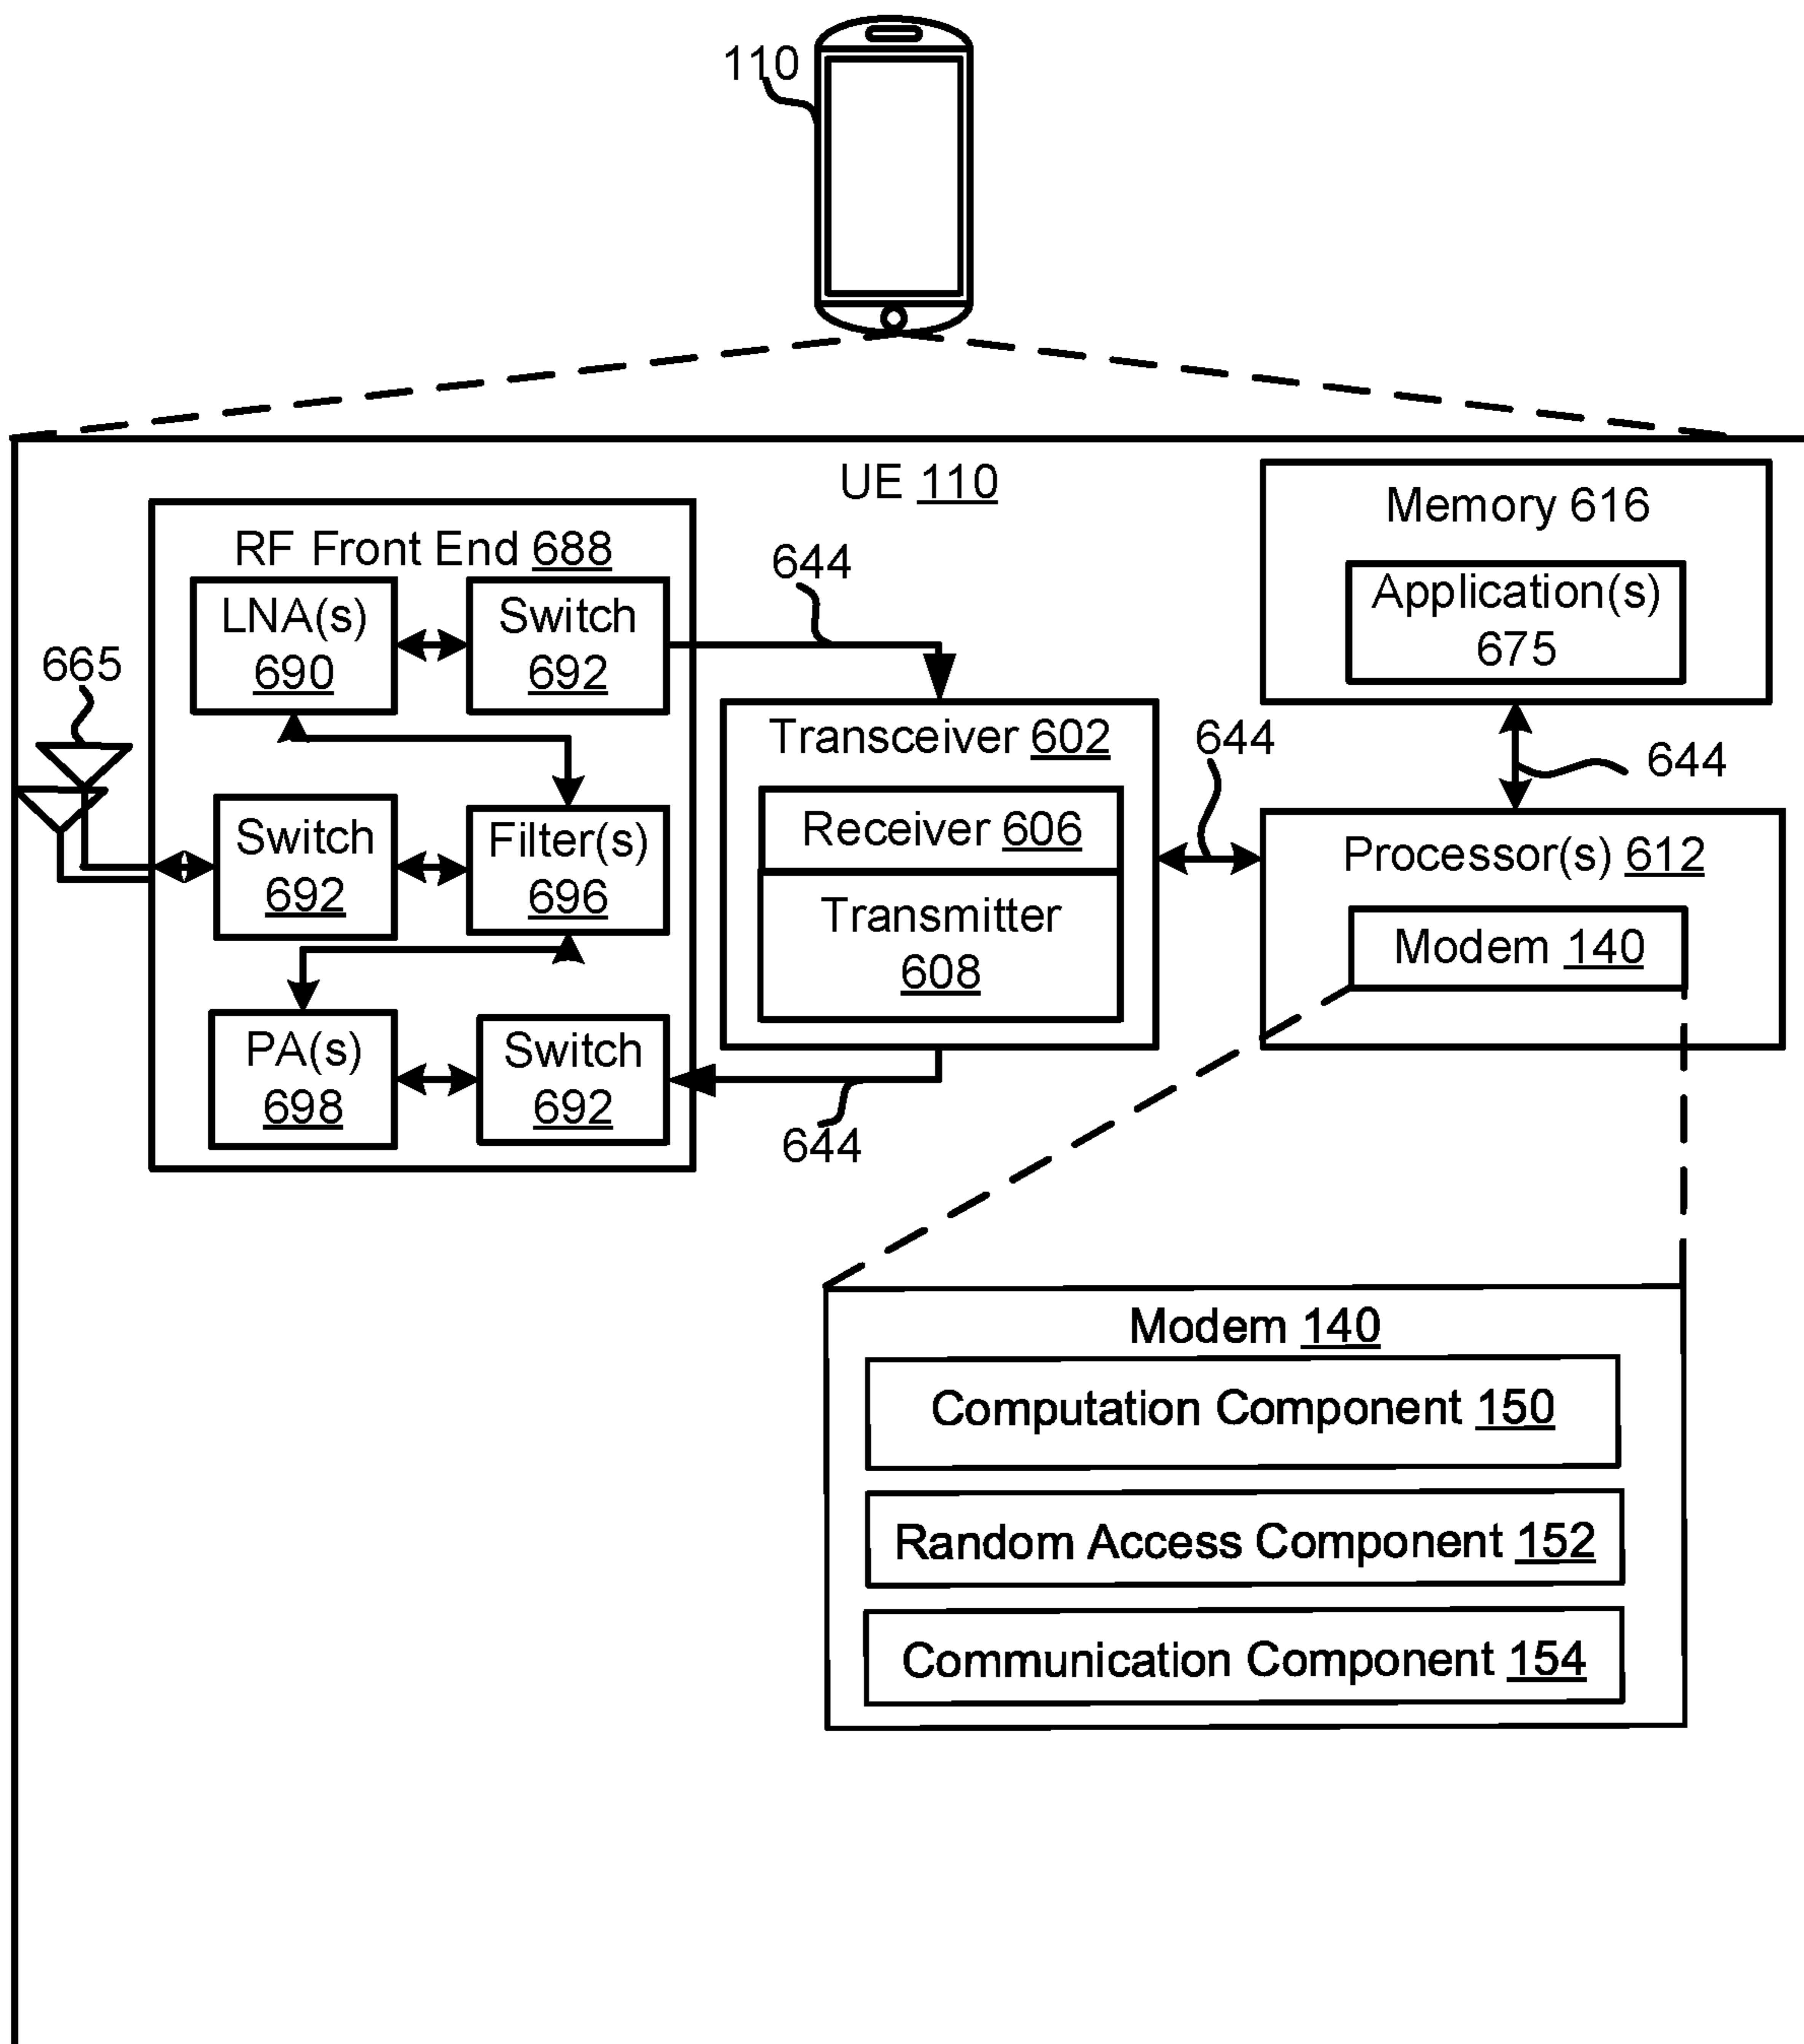 110
UE 110
RF Front End 688
LNA(s)
690
Switch
692
644
665
Switch
692
Filter(s)
696
PA(s)
698
Switch
692
644
Transceiver 602
Receiver 606
Transmitter
608
644
Memory 616
Application(s)
675
644
Processor(s) 612
Modem 140
Modem 140
Computation Component 150
Random Access Component 152
Communication Component 154